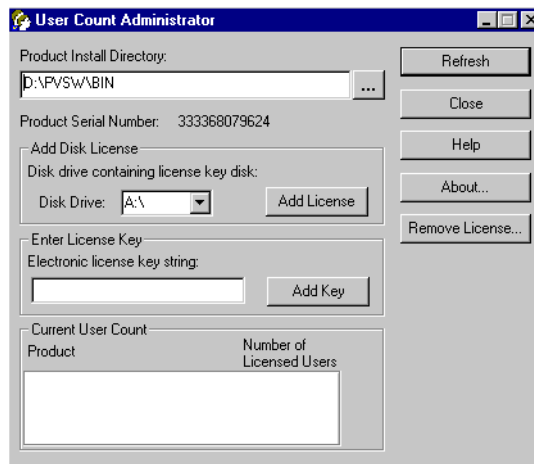 User Count Administrator
Product Install Directory:
D:\PVSW\BIN
...
Product Serial Number: 333368079624
Add Disk License
Disk drive containing license key disk:
Disk Drive: A:\
Add License
Enter License Key
Electronic license key string:
Add Key
Current User Count
Product
Number of
Licensed Users
Refresh
Close
Help
About...
Remove License...